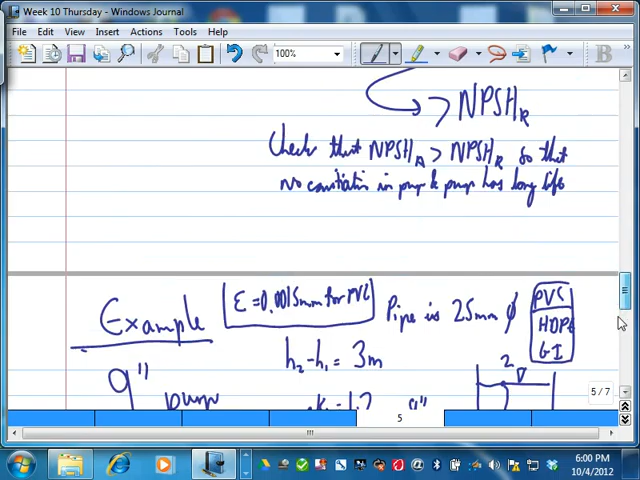 Week 10 Thursday - Windows Journal
File Edit View Insert Actions Tools Help
100%
B
> NPSHR
Check that NPSHA > NPSHR so that
no cavitation in pump & pump has long life
Example
ε = 0.0015mm for PVC
Pipe is 25mm φ
PVC
HDPE
GI
h2-h1 = 3m
2
9"
pump
9"
5/7
5
6:00 PM
10/4/2012